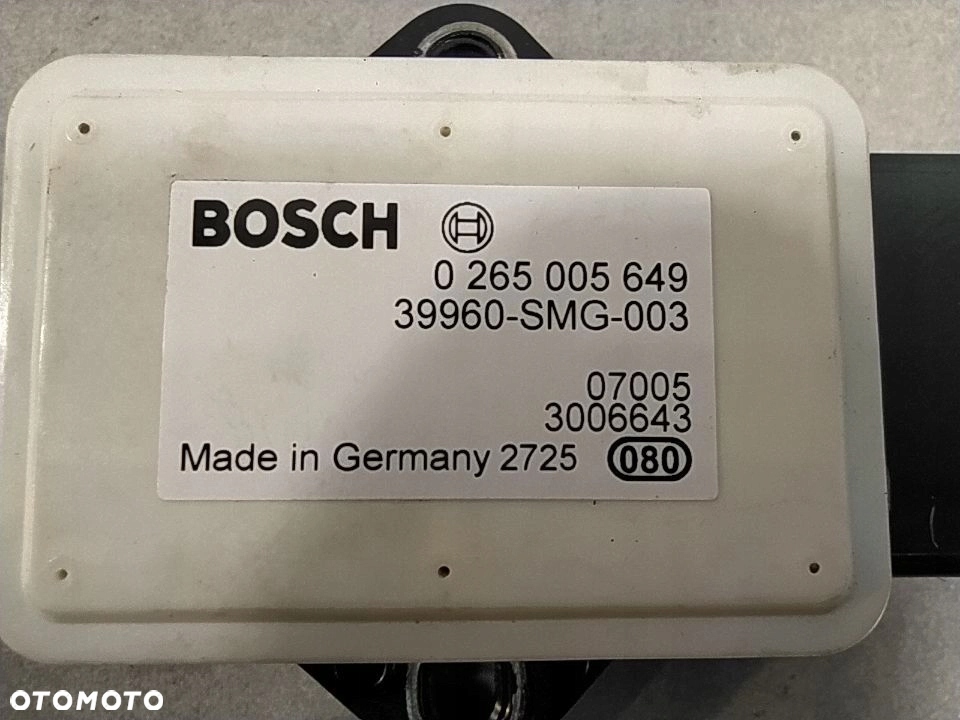 BOSCH
0 265 005 649
39960-SMG-003
07005
3006643
Made in Germany 2725 080
OTOMOTO